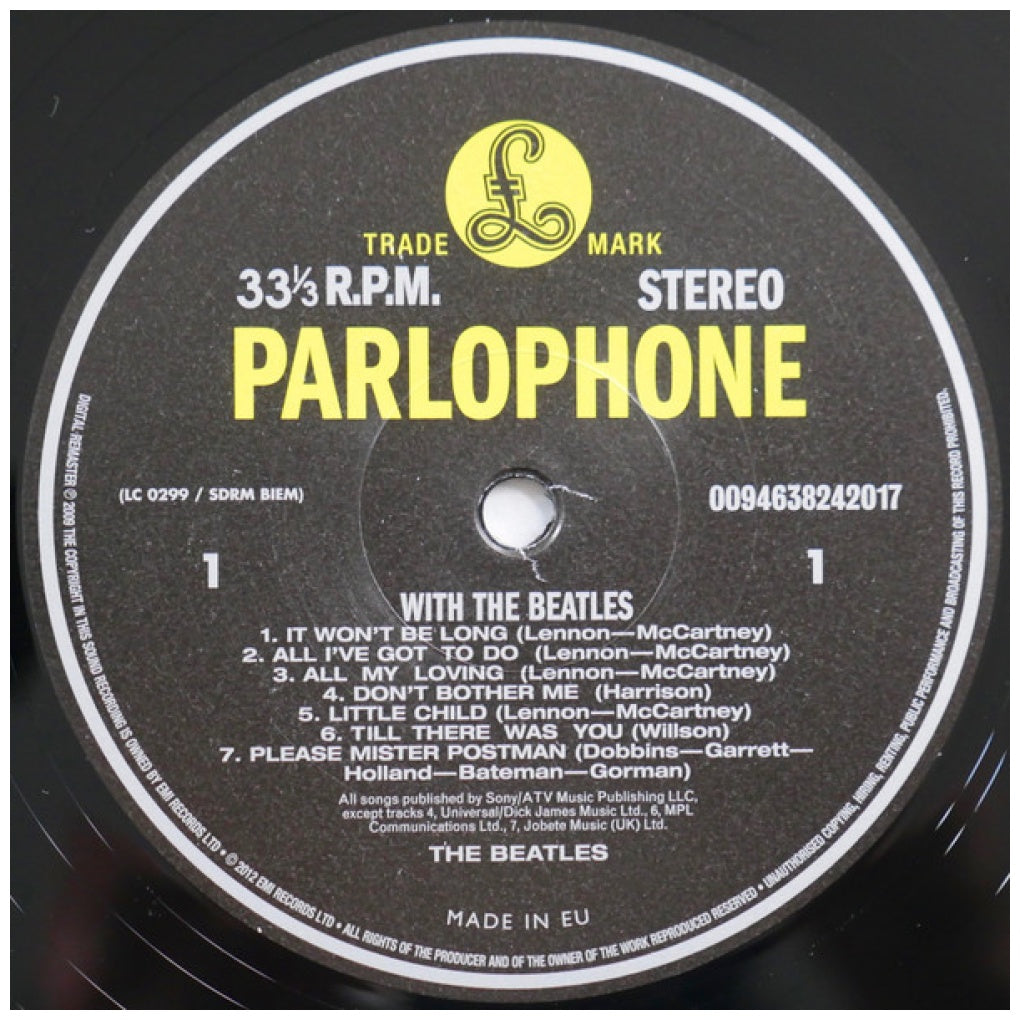 £
TRADE MARK
33⅓ R.P.M. STEREO
PARLOPHONE
(LC 0299 / SDRM BIEM) 0094638242017
1 1
WITH THE BEATLES
1. IT WON'T BE LONG (Lennon—McCartney)
2. ALL I'VE GOT TO DO (Lennon—McCartney)
3. ALL MY LOVING (Lennon—McCartney)
4. DON'T BOTHER ME (Harrison)
5. LITTLE CHILD (Lennon—McCartney)
6. TILL THERE WAS YOU (Willson)
7. PLEASE MISTER POSTMAN (Dobbins—Garrett—
Holland—Bateman—Gorman)
All songs published by Sony/ATV Music Publishing LLC,
except tracks 4, Universal/Dick James Music Ltd., 6, MPL
Communications Ltd., 7, Jobete Music (UK) Ltd.
THE BEATLES
MADE IN EU
DIGITAL REMASTER ℗ 2009 THE COPYRIGHT IN THIS SOUND RECORDING IS OWNED BY EMI RECORDS LTD • © 2012 EMI RECORDS LTD • ALL RIGHTS OF THE PRODUCER AND OF THE OWNER OF THE WORK REPRODUCED RESERVED • UNAUTHORISED COPYING, HIRING, RENTING, PUBLIC PERFORMANCE AND BROADCASTING OF THIS RECORD PROHIBITED.